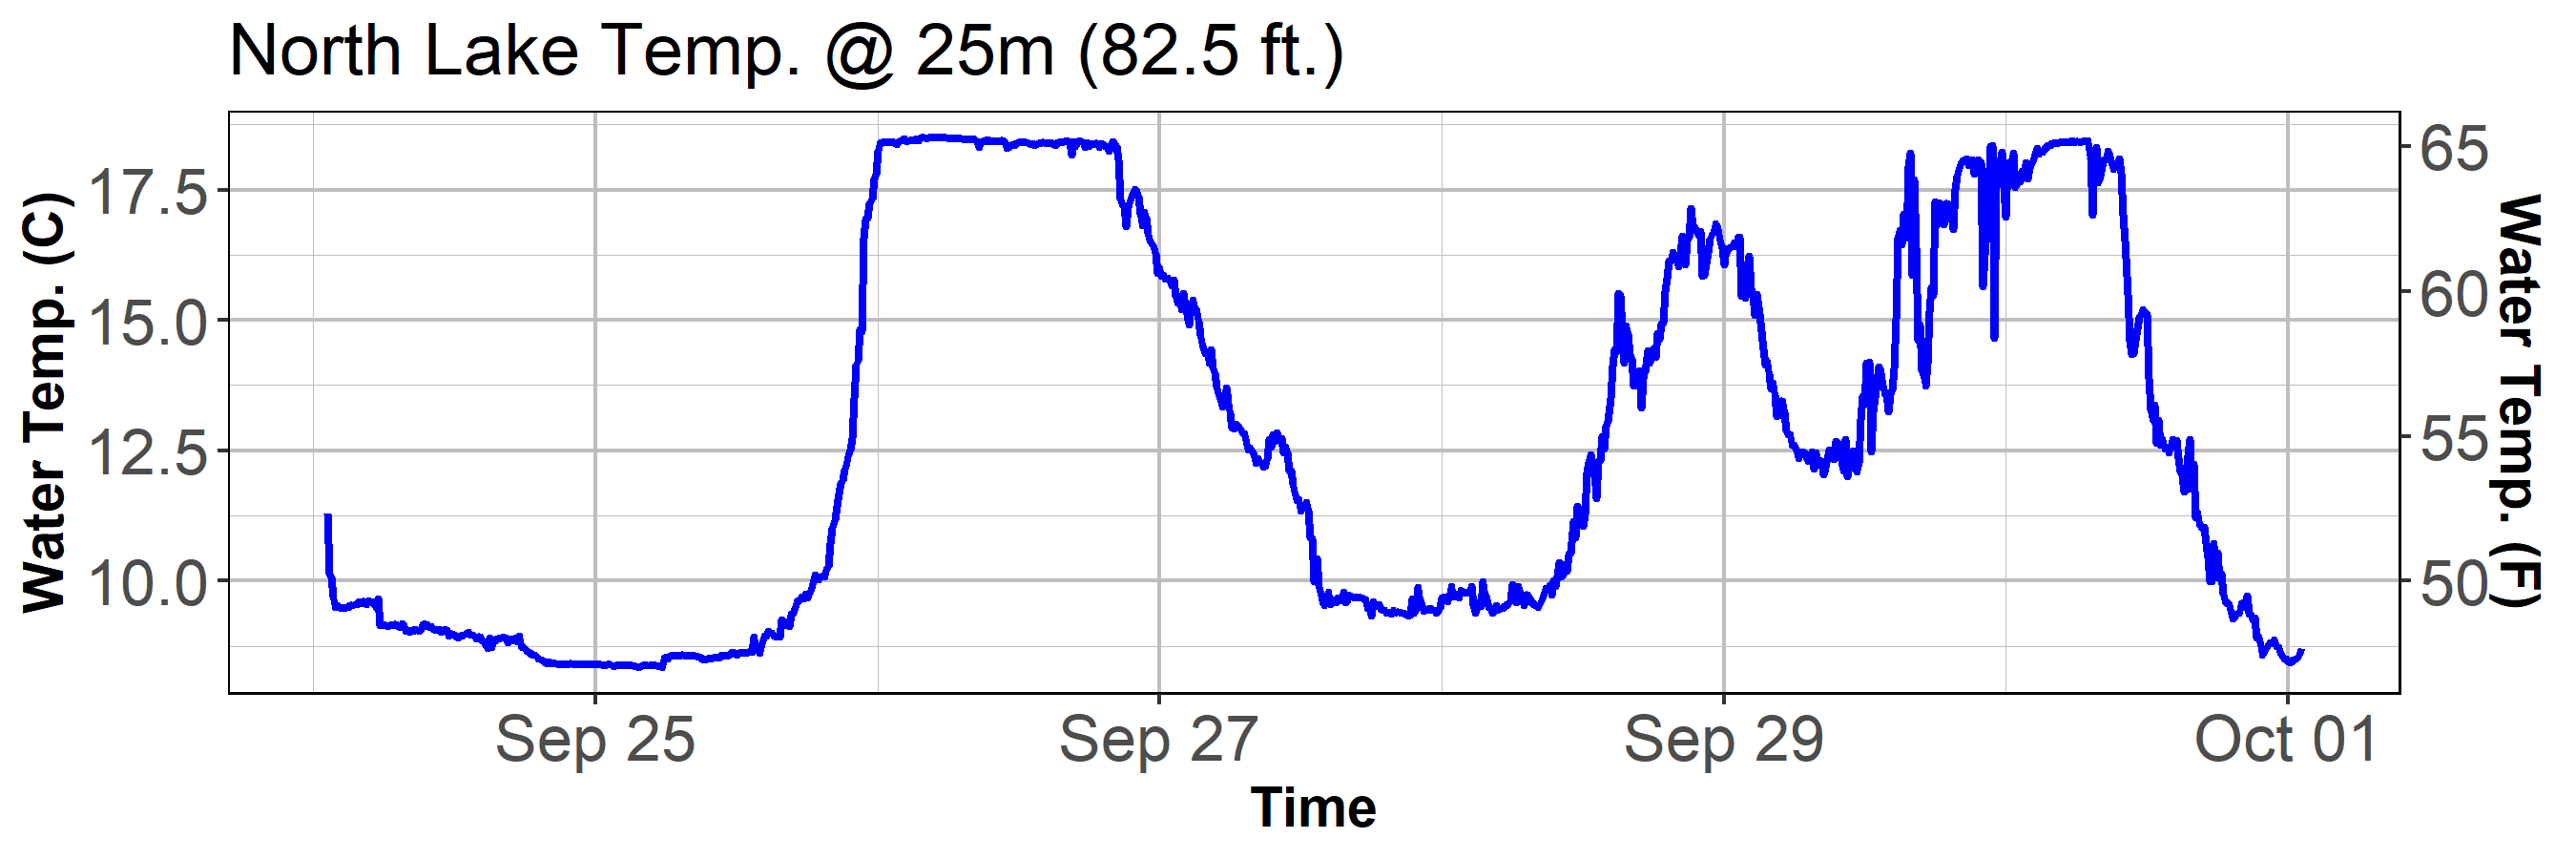 North Lake Temp. @ 25m (82.5 ft.)
Water Temp. (C)
17.5
15.0
12.5
10.0
65
60
55
50
Water Temp. (F)
Sep 25
Sep 27
Sep 29
Oct 01
Time